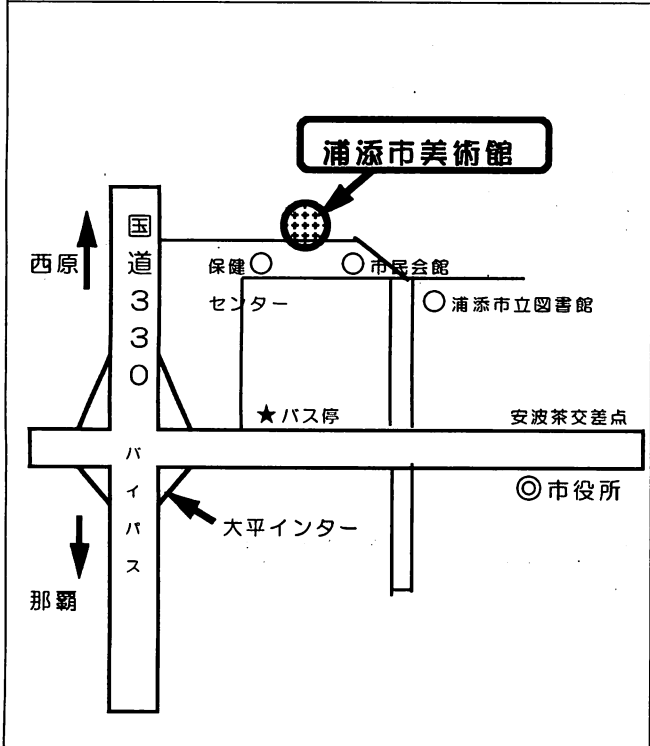 浦添市美術館
国道330
バイパス
西原
保健
センター
市民会館
浦添市立図書館
★バス停
安波茶交差点
市役所
大平インター
那覇